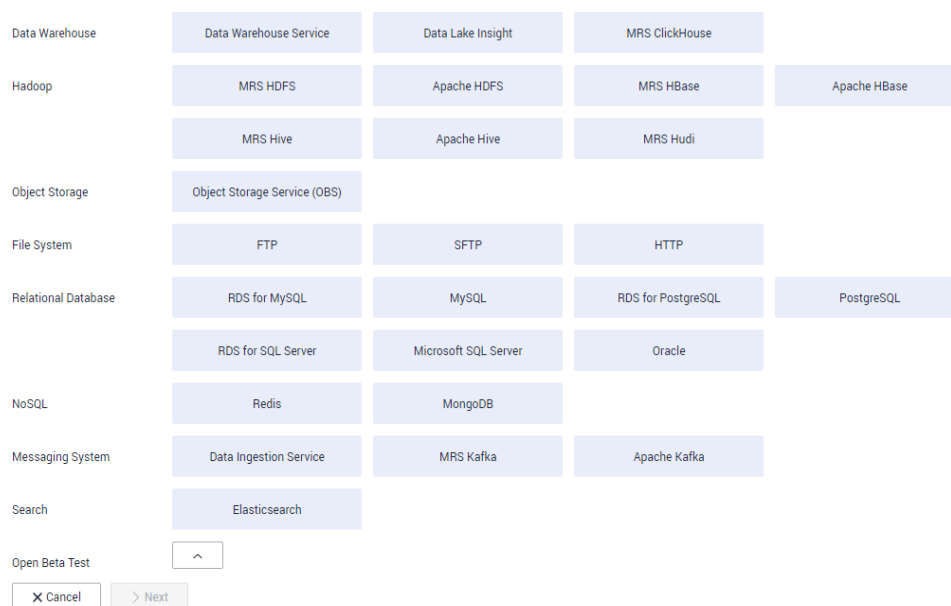 Data Warehouse Data Warehouse Service Data Lake Insight MRS ClickHouse
Hadoop MRS HDFS Apache HDFS MRS HBase Apache HBase
MRS Hive Apache Hive MRS Hudi
Object Storage Object Storage Service (OBS)
File System FTP SFTP HTTP
Relational Database RDS for MySQL MySQL RDS for PostgreSQL PostgreSQL
RDS for SQL Server Microsoft SQL Server Oracle
NoSQL Redis MongoDB
Messaging System Data Ingestion Service MRS Kafka Apache Kafka
Search Elasticsearch
Open Beta Test
Cancel Next